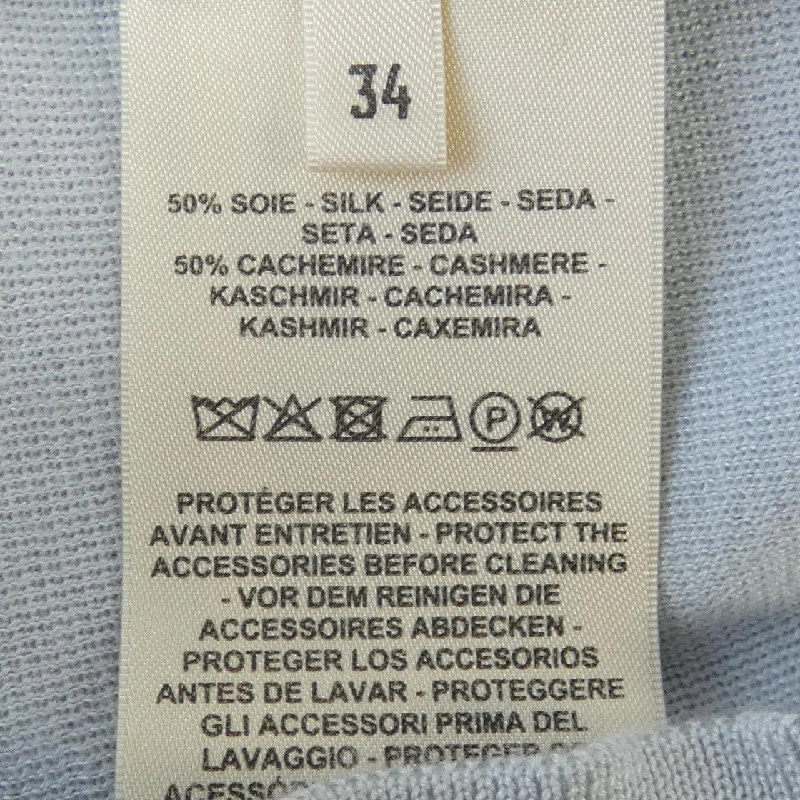 34
50% SOIE - SILK - SEIDE - SEDA -
SETA - SEDA
50% CACHEMIRE - CASHMERE -
KASCHMIR - CACHEMIRA -
KASHMIR - CAXEMIRA
P
W
PROTÉGER LES ACCESSOIRES
AVANT ENTRETIEN - PROTECT THE
ACCESSORIES BEFORE CLEANING
- VOR DEM REINIGEN DIE
ACCESSOIRES ABDECKEN -
PROTEGER LOS ACCESORIOS
ANTES DE LAVAR - PROTEGGERE
GLI ACCESSORI PRIMA DEL
LAVAGGIO - PROTEGER